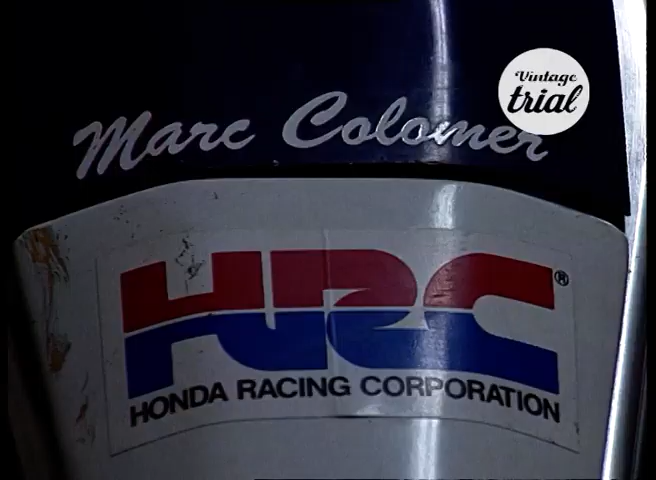 Vintage
trial
Marc Colomer
HRC®
HONDA RACING CORPORATION